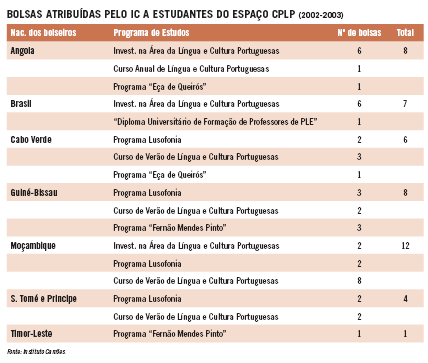 BOLSAS ATRIBUÍDAS PELO IC A ESTUDANTES DO ESPAÇO CPLP (2002-2003)
Nac. dos bolseiros Programa de Estudos Nº de bolsas Total
Angola Invest. na Área da Língua e Cultura Portuguesas 6 8
Curso Anual de Língua e Cultura Portuguesas 1
Programa "Eça de Queirós" 1
Brasil Invest. na Área da Língua e Cultura Portuguesas 6 7
"Diploma Universitário de Formação de Professores de PLE" 1
Cabo Verde Programa Lusofonia 2 6
Curso de Verão de Língua e Cultura Portuguesas 3
Programa "Eça de Queirós" 1
Guiné-Bissau Programa Lusofonia 3 8
Curso de Verão de Língua e Cultura Portuguesas 2
Programa "Fernão Mendes Pinto" 3
Moçambique Invest. na Área da Língua e Cultura Portuguesas 2 12
Programa Lusofonia 2
Curso de Verão de Língua e Cultura Portuguesas 8
S. Tomé e Príncipe Programa Lusofonia 2 4
Curso de Verão de Língua e Cultura Portuguesas 2
Timor-Leste Programa "Fernão Mendes Pinto" 1 1
Fonte: Instituto Camões